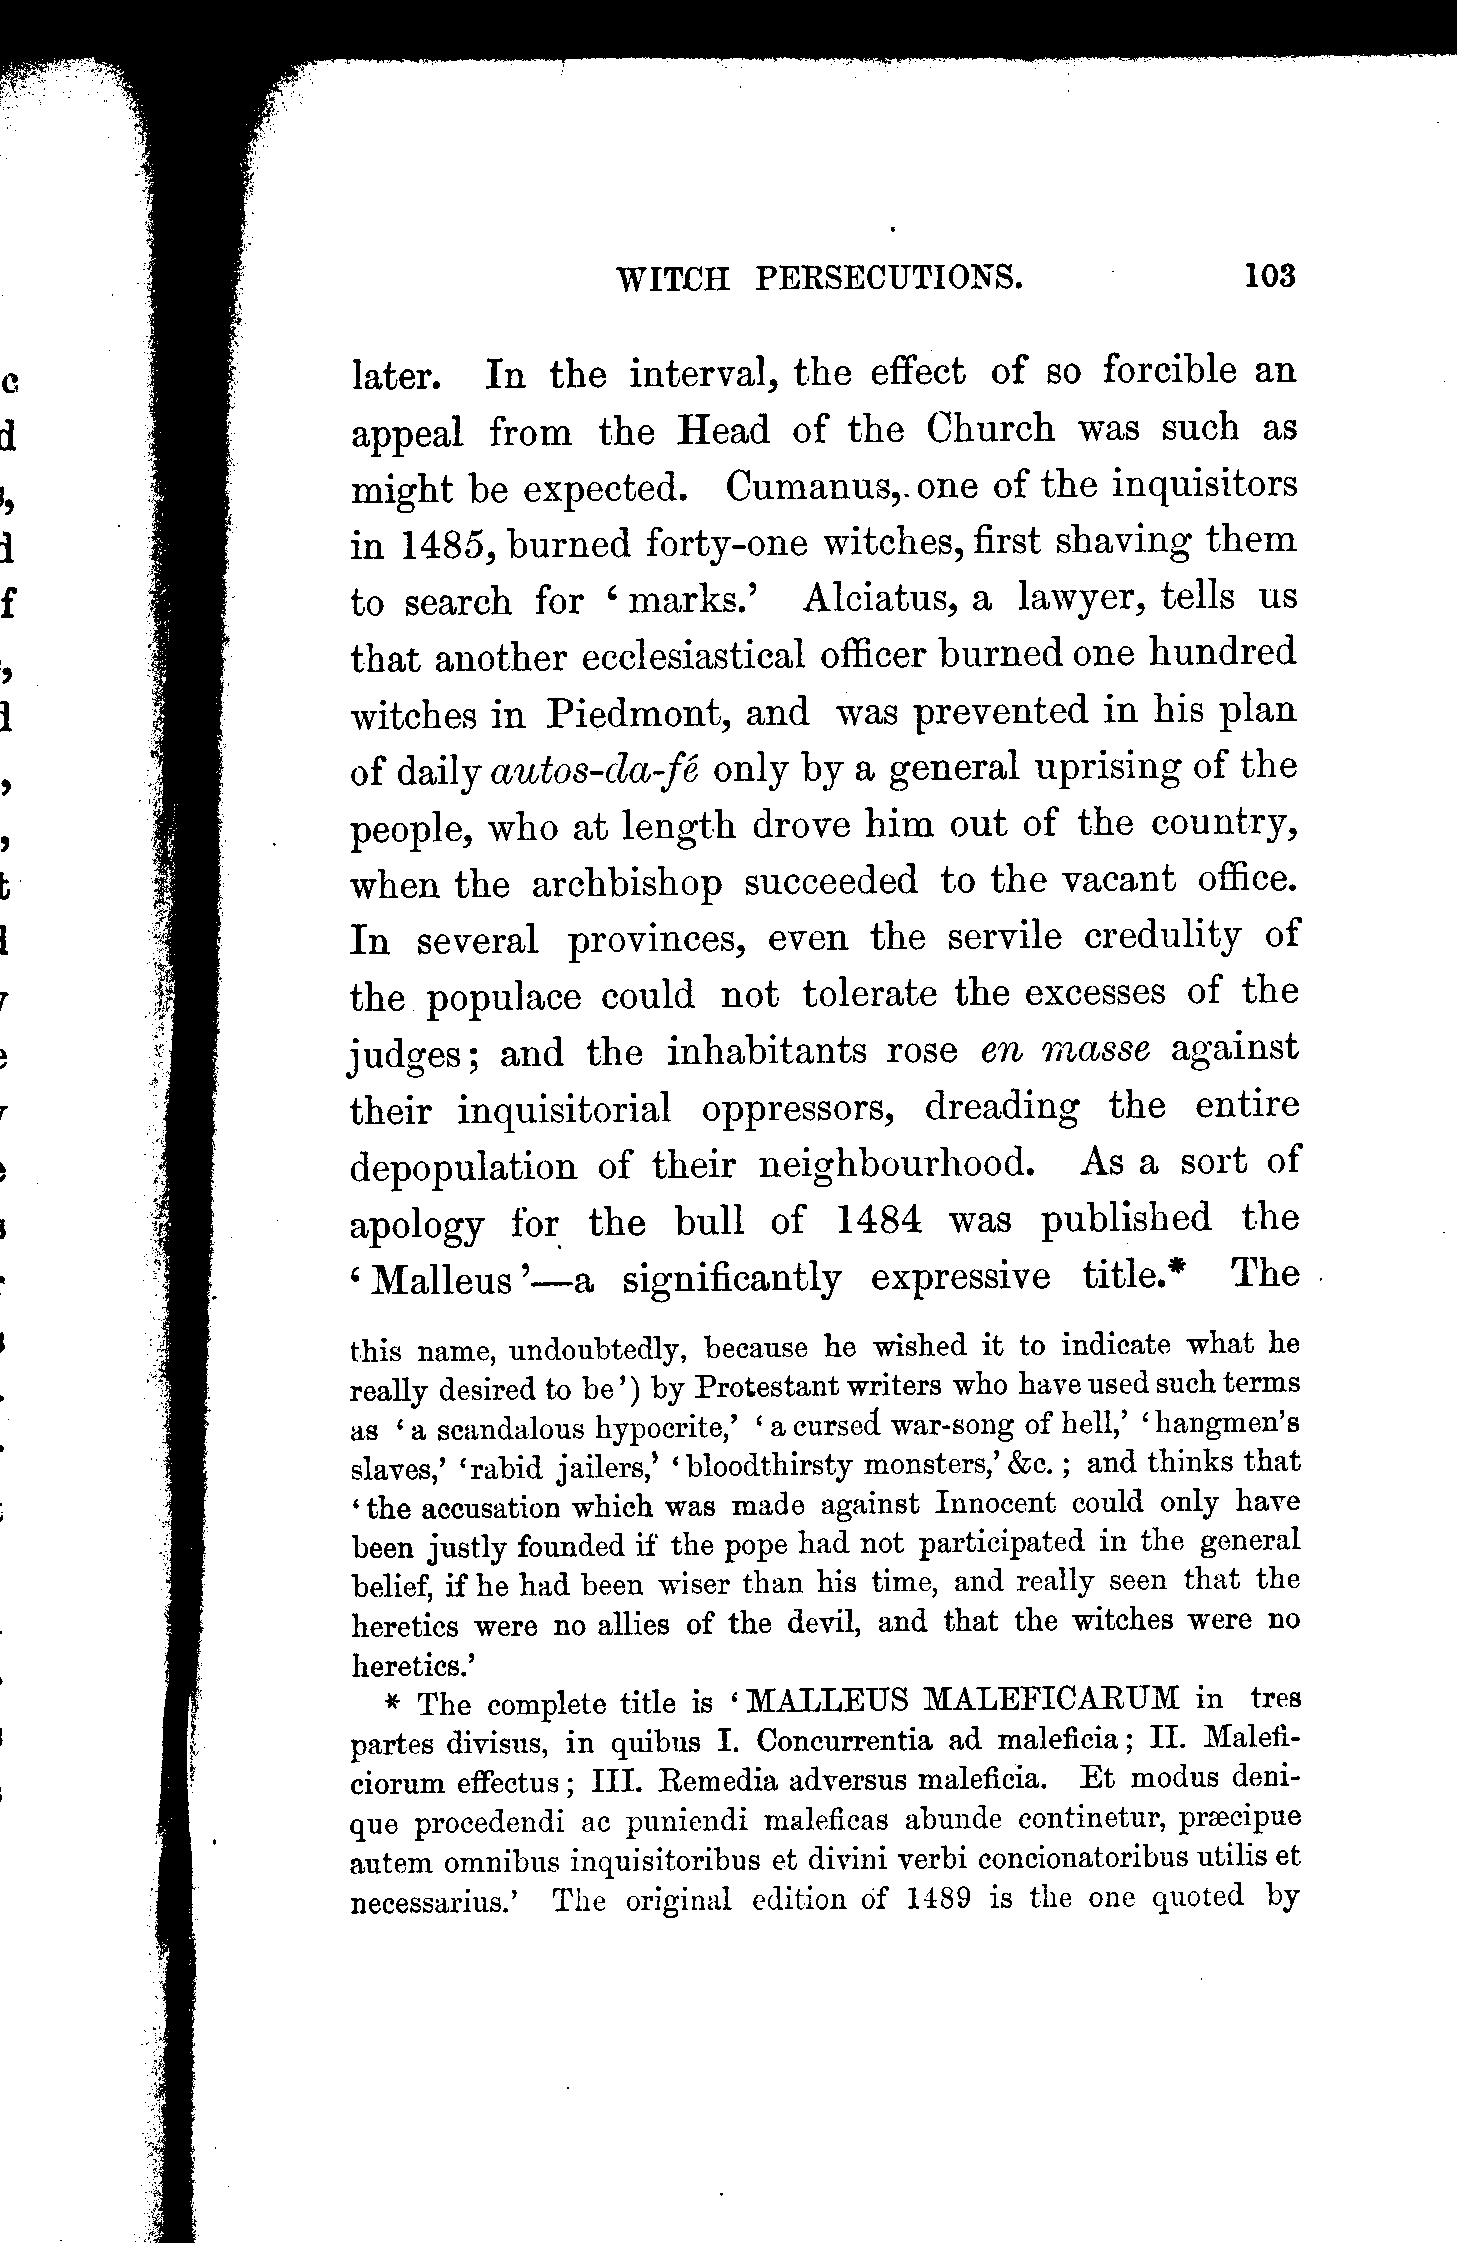 WITCH PERSECUTIONS. 103
later. In the interval, the effect of so forcible an
appeal from the Head of the Church was such as
might be expected. Cumanus, one of the inquisitors
in 1485, burned forty-one witches, first shaving them
to search for ‘marks.’ Alciatus, a lawyer, tells us
that another ecclesiastical officer burned one hundred
witches in Piedmont, and was prevented in his plan
of daily autos-da-fé only by a general uprising of the
people, who at length drove him out of the country,
when the archbishop succeeded to the vacant office.
In several provinces, even the servile credulity of
the populace could not tolerate the excesses of the
judges; and the inhabitants rose en masse against
their inquisitorial oppressors, dreading the entire
depopulation of their neighbourhood. As a sort of
apology for the bull of 1484 was published the
‘Malleus’—a significantly expressive title.* The
this name, undoubtedly, because he wished it to indicate what he
really desired to be’) by Protestant writers who have used such terms
as ‘a scandalous hypocrite,’ ‘a cursed war-song of hell,’ ‘hangmen’s
slaves,’ ‘rabid jailers,’ ‘bloodthirsty monsters,’ &c.; and thinks that
‘the accusation which was made against Innocent could only have
been justly founded if the pope had not participated in the general
belief, if he had been wiser than his time, and really seen that the
heretics were no allies of the devil, and that the witches were no
heretics.’
* The complete title is ‘MALLEUS MALEFICARUM in tres
partes divisus, in quibus I. Concurrentia ad maleficia; II. Malefi-
ciorum effectus; III. Remedia adversus maleficia. Et modus deni-
que procedendi ac puniendi maleficas abunde continetur, præcipue
autem omnibus inquisitoribus et divini verbi concionatoribus utilis et
necessarius.’ The original edition of 1489 is the one quoted by